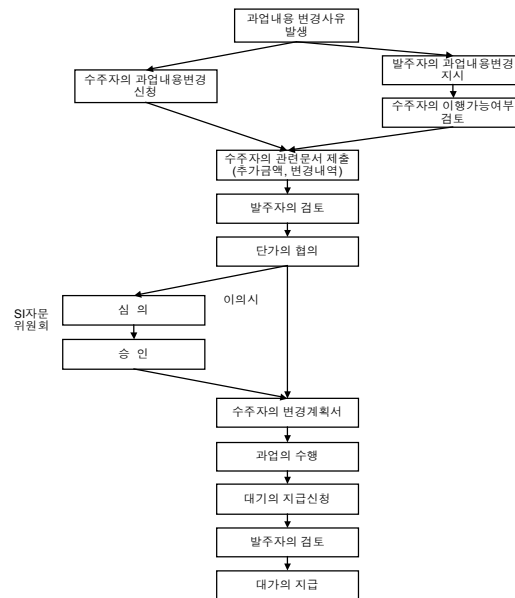 과업내용 변경사유
발생
수주자의 과업내용변경
신청
발주자의 과업내용변경
지시
수주자의 이행가능여부
검토
수주자의 관련문서 제출
(추가금액, 변경내역)
발주자의 검토
단가의 협의
이의시
SI자문
위원회
심 의
승 인
수주자의 변경계획서
과업의 수행
대기의 지급신청
발주자의 검토
대가의 지급